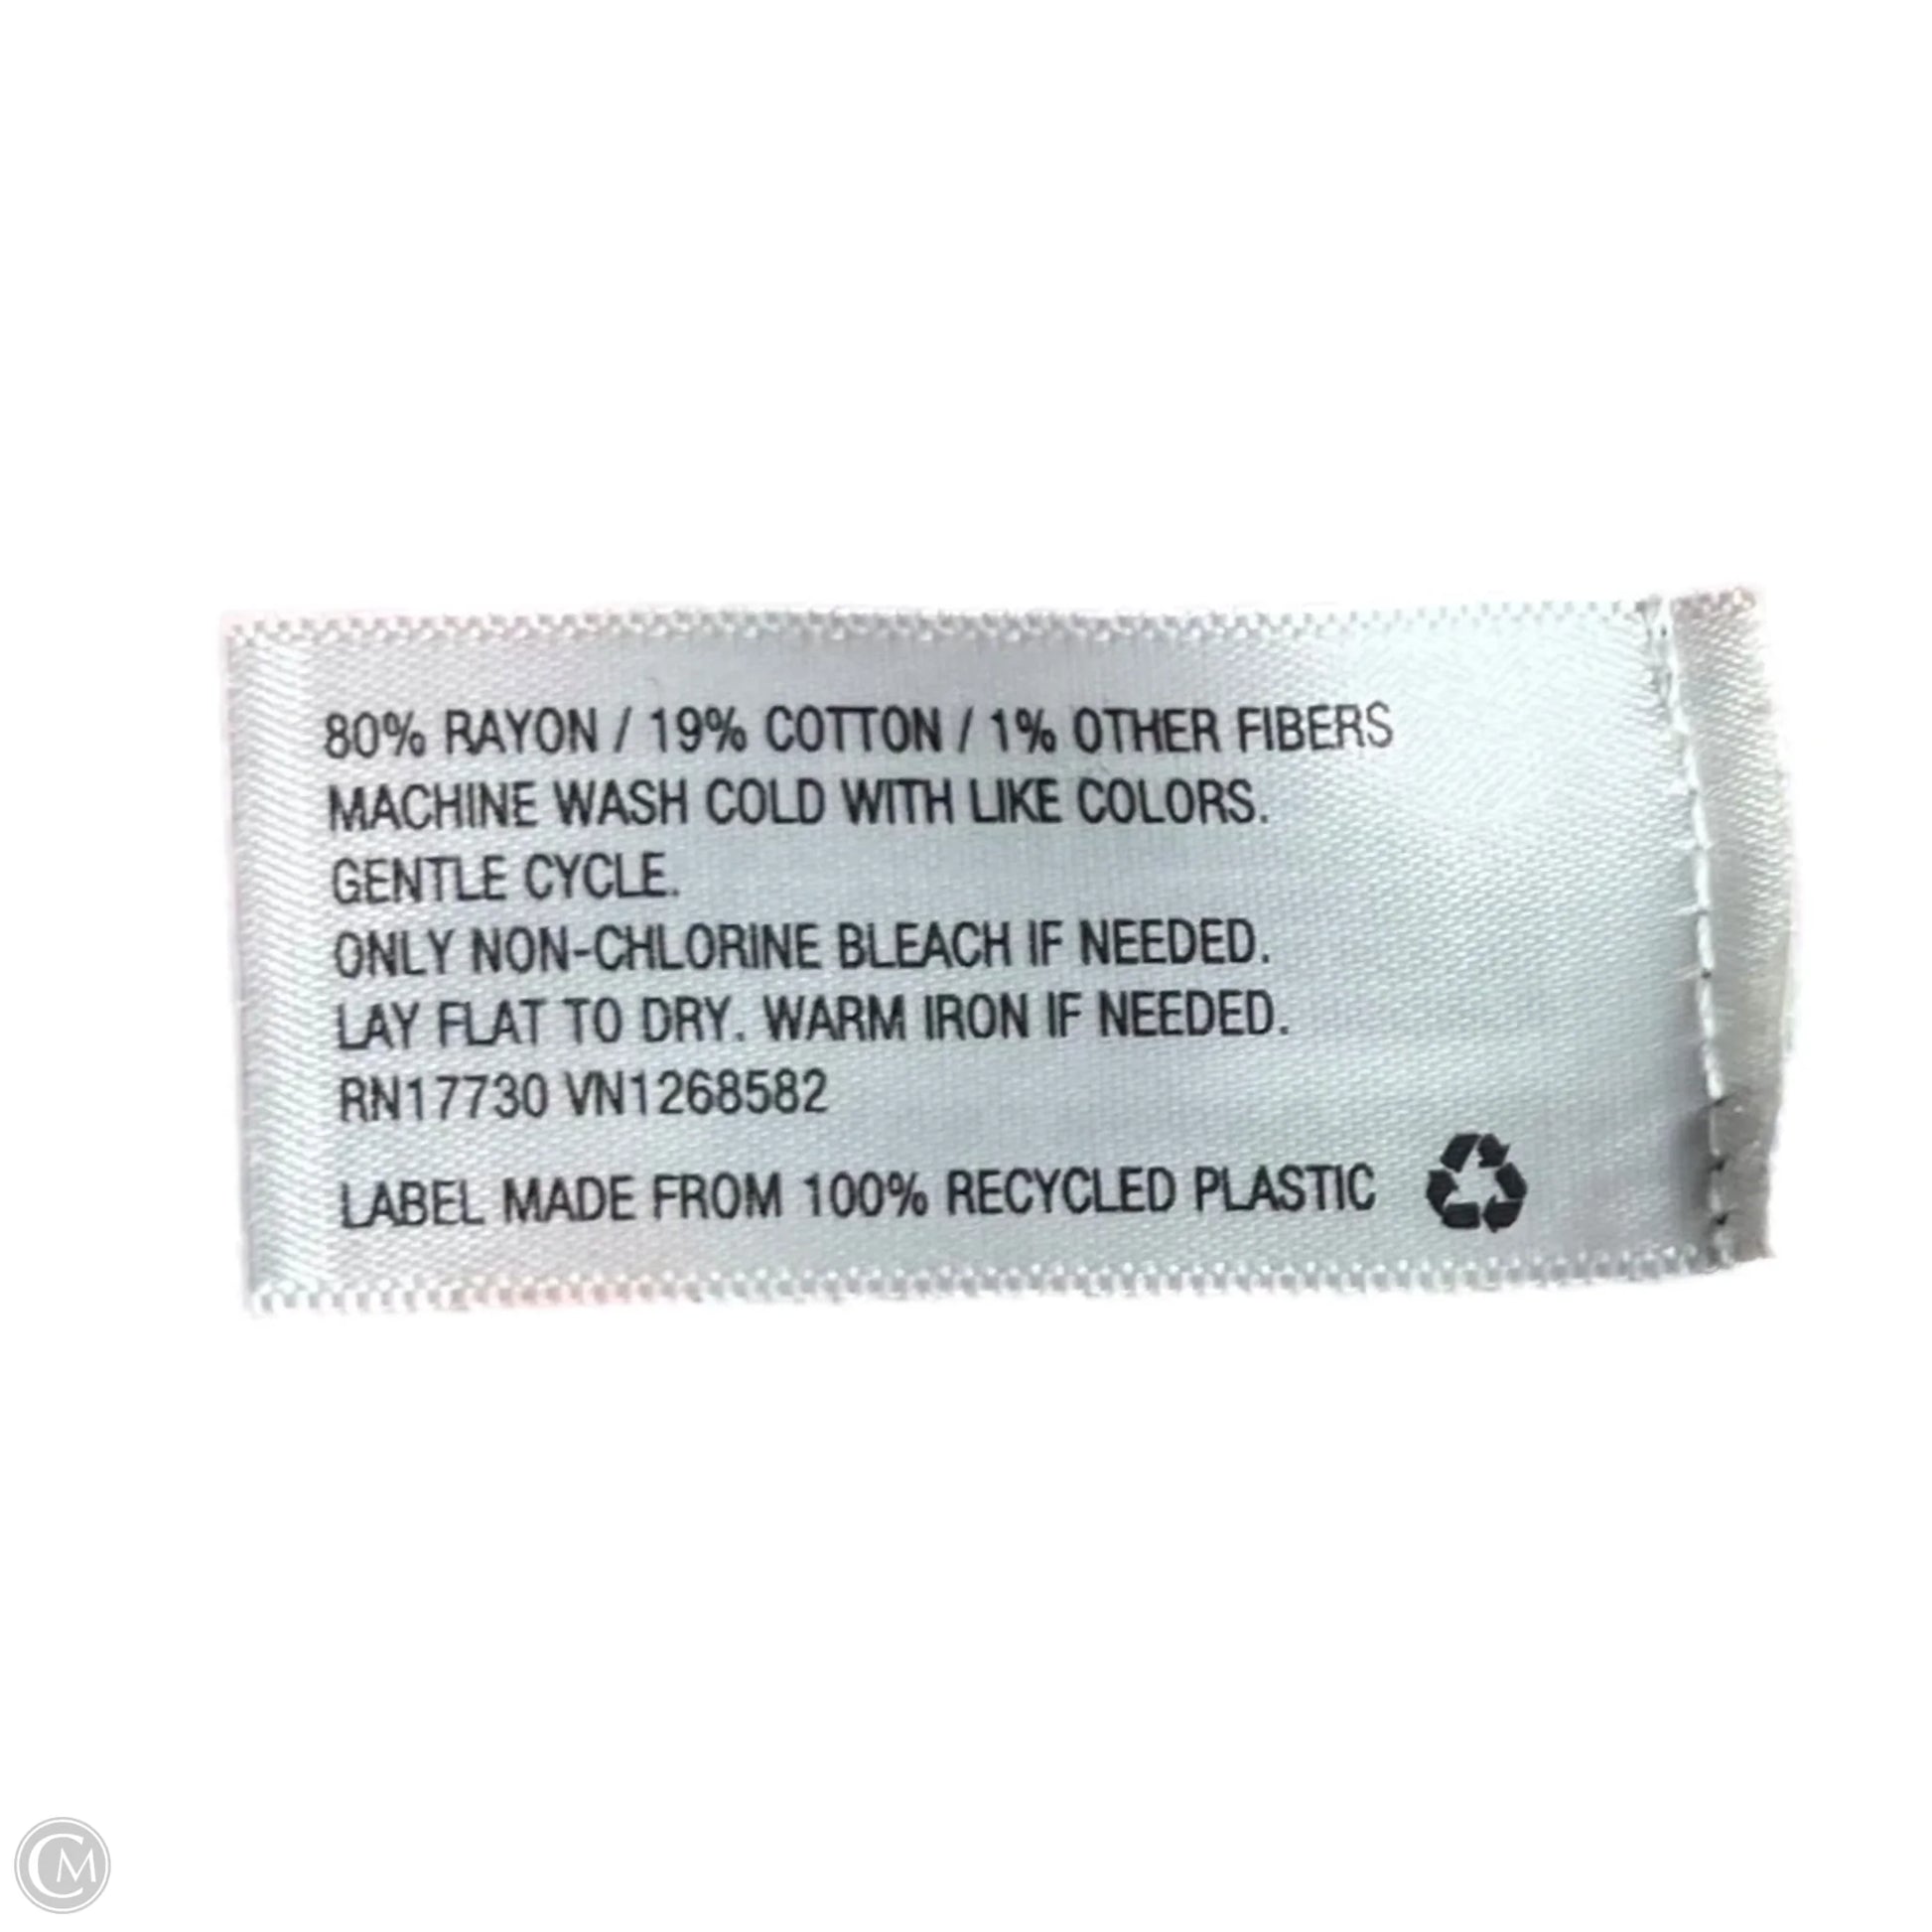 80% RAYON / 19% COTTON / 1% OTHER FIBERS
MACHINE WASH COLD WITH LIKE COLORS.
GENTLE CYCLE.
ONLY NON-CHLORINE BLEACH IF NEEDED.
LAY FLAT TO DRY. WARM IRON IF NEEDED.
RN17730 VN1268582
LABEL MADE FROM 100% RECYCLED PLASTIC
CM